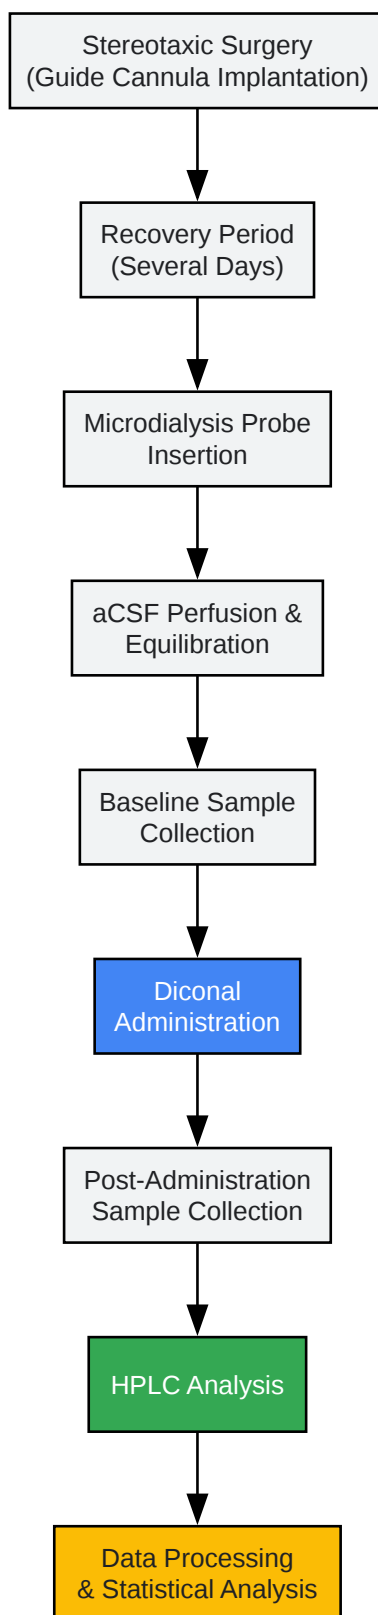 Stereotaxic Surgery
(Guide Cannula Implantation)
Recovery Period
(Several Days)
Microdialysis Probe
Insertion
aCSF Perfusion &
Equilibration
Baseline Sample
Collection
Diconal
Administration
Post-Administration
Sample Collection
HPLC Analysis
Data Processing
& Statistical Analysis